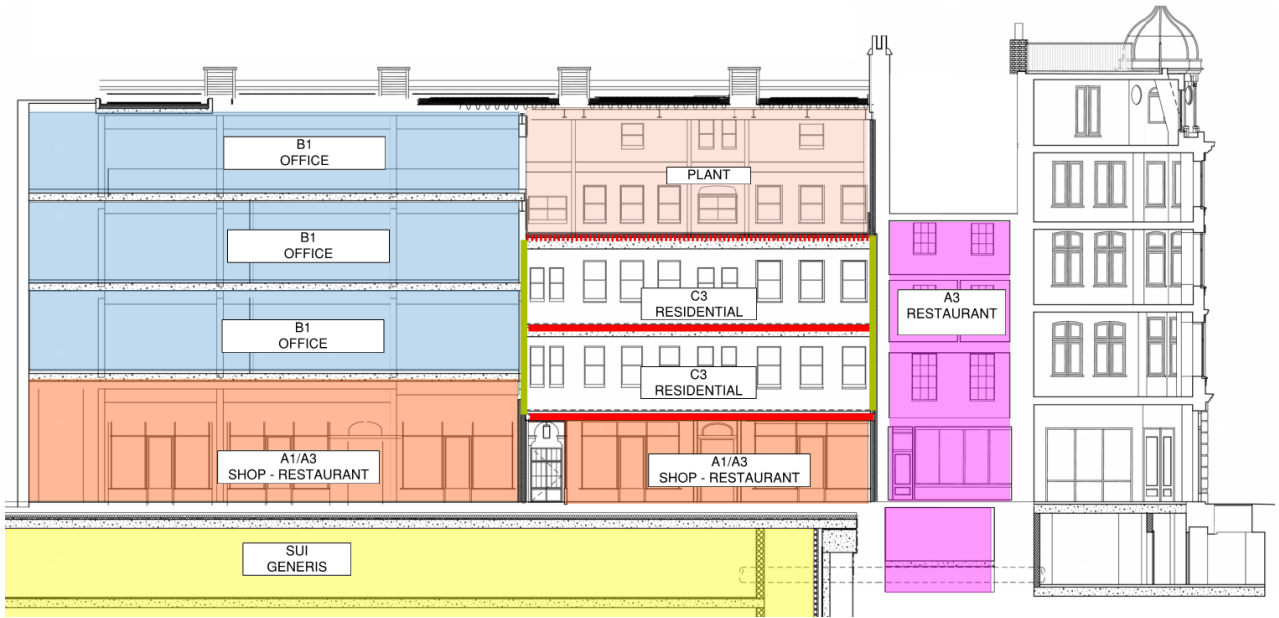 B1
OFFICE
PLANT
B1
OFFICE
C3
RESIDENTIAL
A3
RESTAURANT
B1
OFFICE
C3
RESIDENTIAL
A1/A3
SHOP - RESTAURANT
A1/A3
SHOP - RESTAURANT
SUI
GENERIS